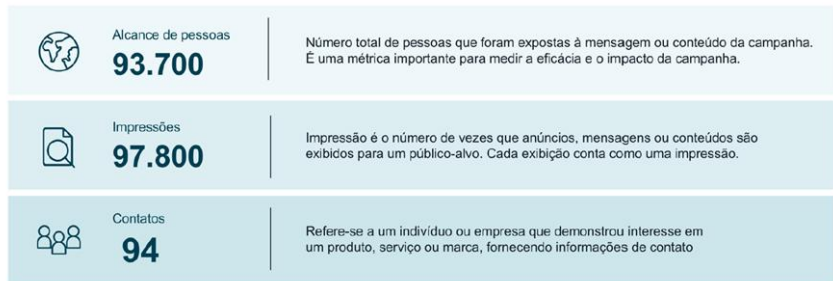 Alcance de pessoas
93.700
Número total de pessoas que foram expostas à mensagem ou conteúdo da campanha.
É uma métrica importante para medir a eficácia e o impacto da campanha.
Impressões
97.800
Impressão é o número de vezes que anúncios, mensagens ou conteúdos são
exibidos para um público-alvo. Cada exibição conta como uma impressão.
Contatos
94
Refere-se a um indivíduo ou empresa que demonstrou interesse em
um produto, serviço ou marca, fornecendo informações de contato